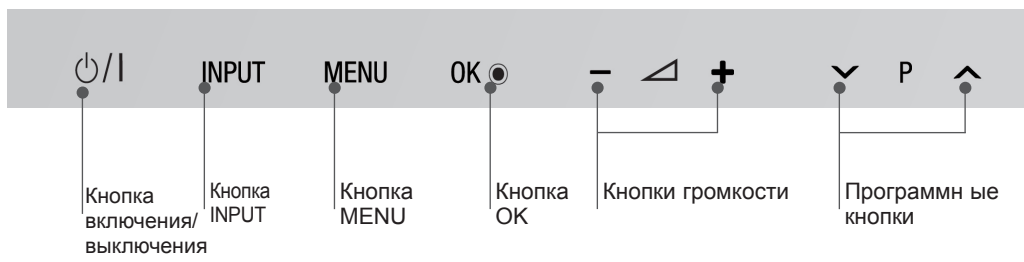 ⏻/I INPUT MENU OK◉ − ◿ + ∨ P ∧
Кнопка
включения/
выключения
Кнопка
INPUT
Кнопка
MENU
Кнопка
OK
Кнопки громкости
Программн ые
кнопки